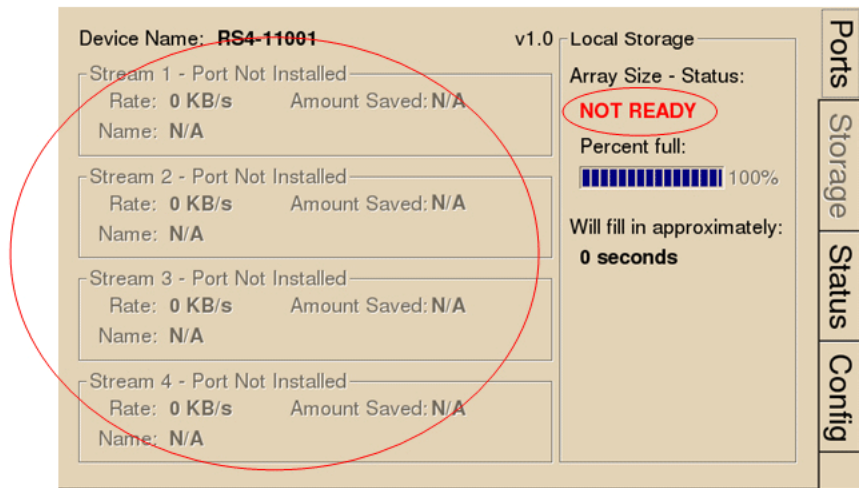 Device Name: RS4-11001 v1.0
Stream 1 - Port Not Installed
Rate: 0 KB/s Amount Saved: N/A
Name: N/A
Stream 2 - Port Not Installed
Rate: 0 KB/s Amount Saved: N/A
Name: N/A
Stream 3 - Port Not Installed
Rate: 0 KB/s Amount Saved: N/A
Name: N/A
Stream 4 - Port Not Installed
Rate: 0 KB/s Amount Saved: N/A
Name: N/A
Local Storage
Array Size - Status:
NOT READY
Percent full:
100%
Will fill in approximately:
0 seconds
Ports
Storage
Status
Config